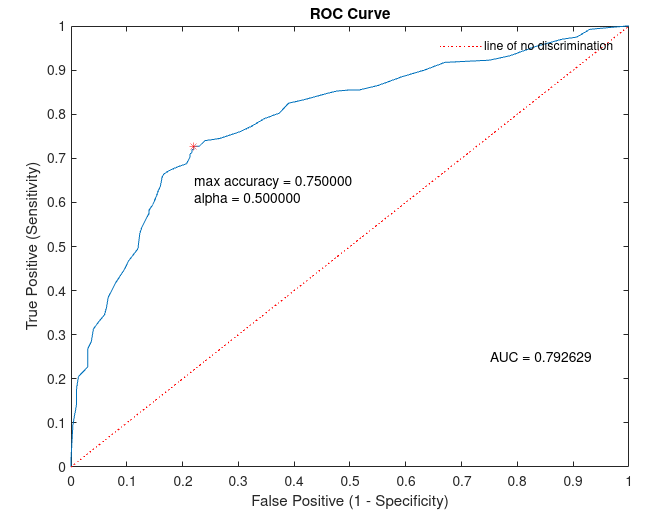 ROC Curve
line of no discrimination
max accuracy = 0.750000
alpha = 0.500000
AUC = 0.792629
True Positive (Sensitivity)
1
0.9
0.8
0.7
0.6
0.5
0.4
0.3
0.2
0.1
0
0 0.1 0.2 0.3 0.4 0.5 0.6 0.7 0.8 0.9 1
False Positive (1 - Specificity)